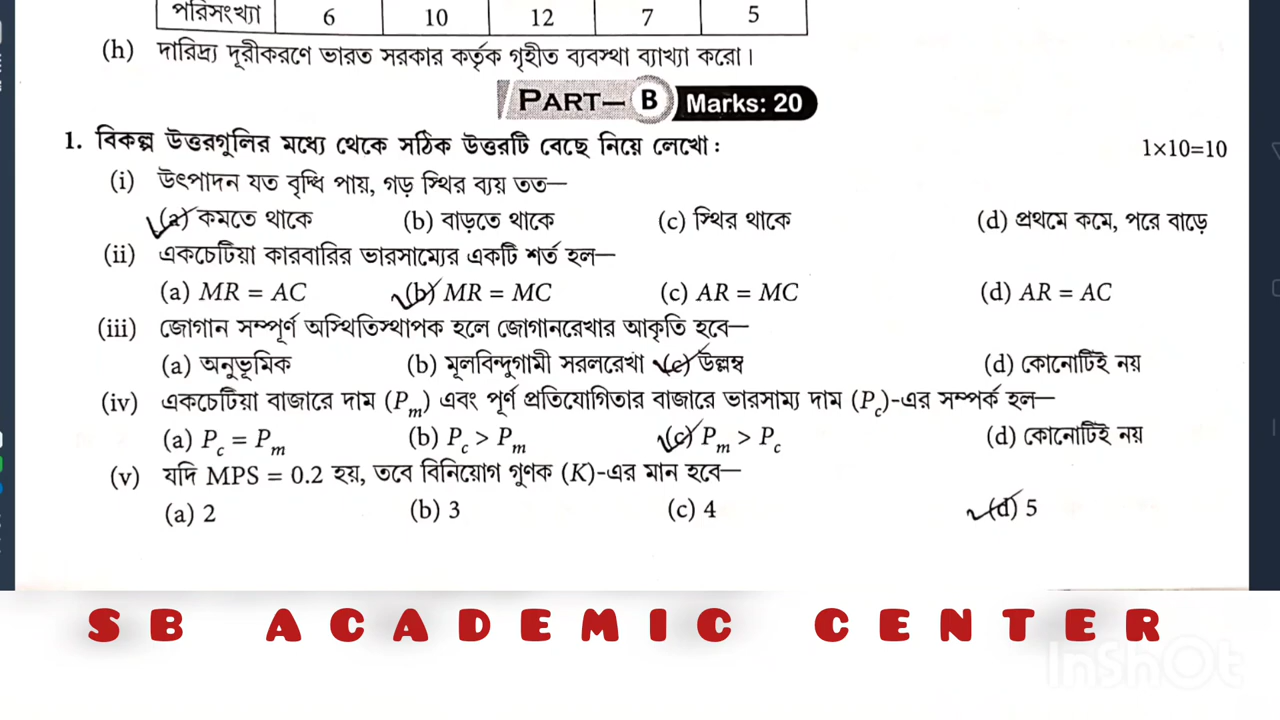 পরিসংখ্যা 6 10 12 7 5
(h) দারিদ্র্য দূরীকরণে ভারত সরকার কর্তৃক গৃহীত ব্যবস্থা ব্যাখ্যা করো।
PART– B Marks: 20
1. বিকল্প উত্তরগুলির মধ্যে থেকে সঠিক উত্তরটি বেছে নিয়ে লেখো: 1×10=10
(i) উৎপাদন যত বৃদ্ধি পায়, গড় স্থির ব্যয় তত—
(a) কমতে থাকে (b) বাড়তে থাকে (c) স্থির থাকে (d) প্রথমে কমে, পরে বাড়ে
(ii) একচেটিয়া কারবারির ভারসাম্যের একটি শর্ত হল—
(a) MR = AC (b) MR = MC (c) AR = MC (d) AR = AC
(iii) জোগান সম্পূর্ণ অস্থিতিস্থাপক হলে জোগানরেখার আকৃতি হবে—
(a) অনুভূমিক (b) মূলবিন্দুগামী সরলরেখা (c) উল্লম্ব (d) কোনোটিই নয়
(iv) একচেটিয়া বাজারে দাম (Pm) এবং পূর্ণ প্রতিযোগিতার বাজারে ভারসাম্য দাম (Pc)-এর সম্পর্ক হল—
(a) Pc = Pm (b) Pc > Pm (c) Pm > Pc (d) কোনোটিই নয়
(v) যদি MPS = 0.2 হয়, তবে বিনিয়োগ গুণক (K)-এর মান হবে—
(a) 2 (b) 3 (c) 4 (d) 5
SB ACADEMIC CENTER
InShOt